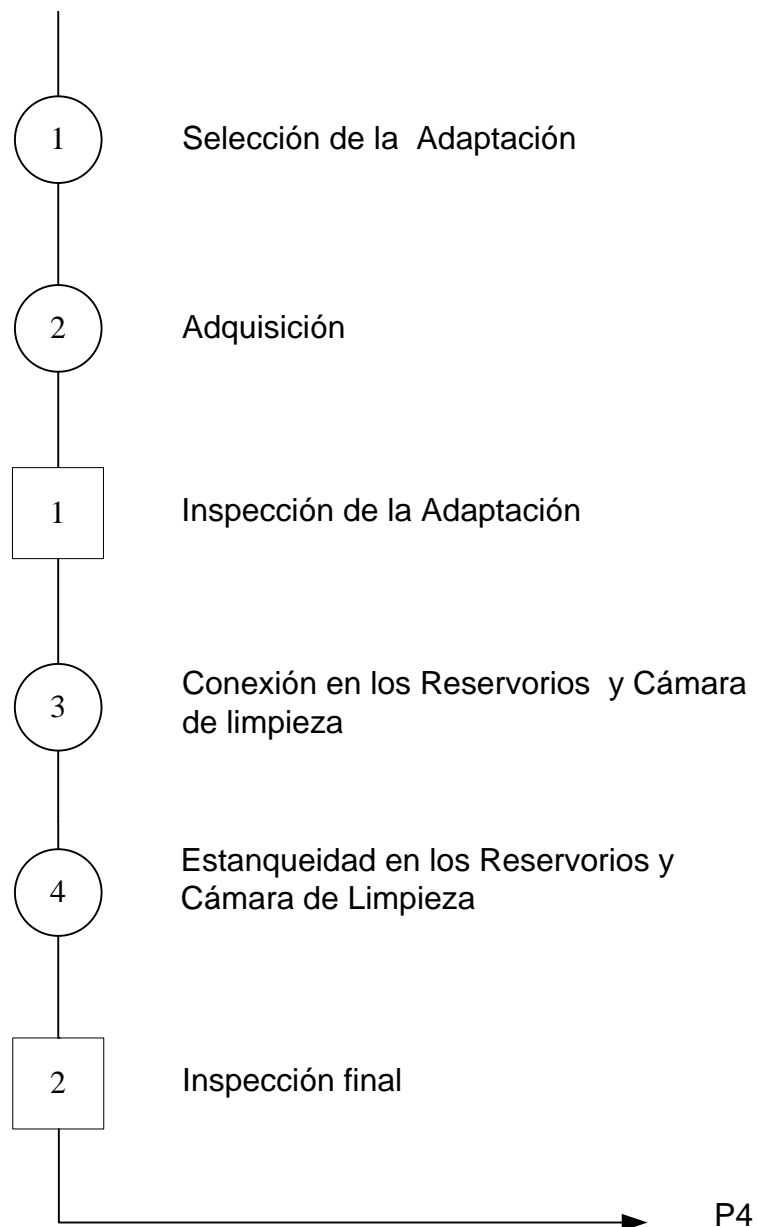 1 Selección de la Adaptación
2 Adquisición
1 Inspección de la Adaptación
3 Conexión en los Reservorios y Cámara
de limpieza
4 Estanqueidad en los Reservorios y
Cámara de Limpieza
2 Inspección final
P4